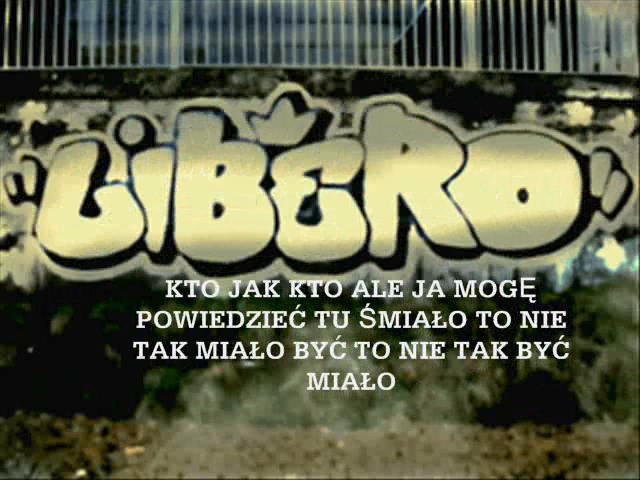 "LIBERO"
KTO JAK KTO ALE JA MOGĘ
POWIEDZIEĆ TU ŚMIAŁO TO NIE
TAK MIAŁO BYĆ TO NIE TAK BYĆ
MIAŁO